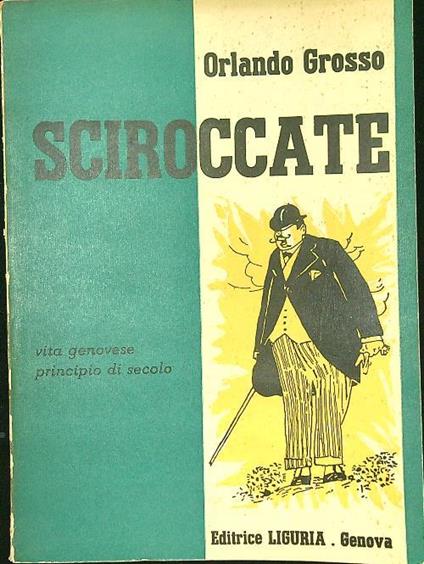 Orlando Grosso
SCIROCCATE
vita genovese
principio di secolo
Editrice LIGURIA . Genova